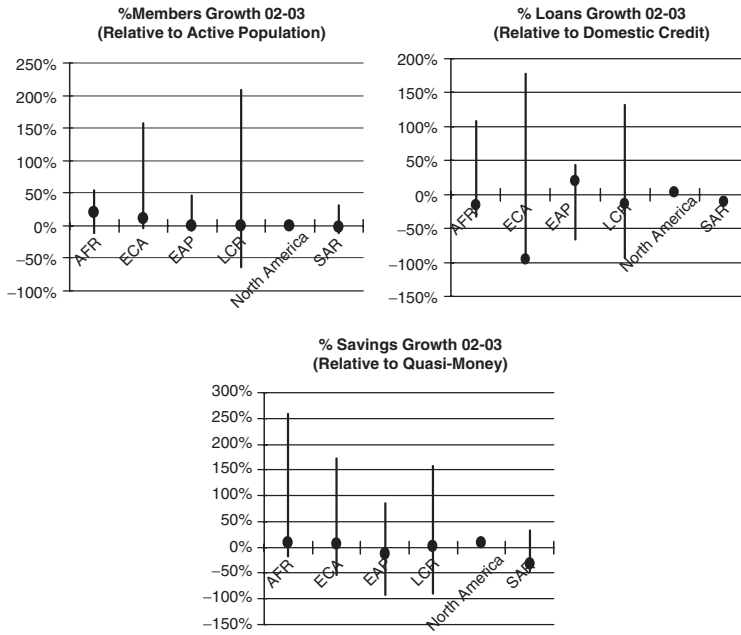 %Members Growth 02-03
(Relative to Active Population)
250%
200%
150%
100%
50%
0%
−50%
−100%
AFR
ECA
EAP
LCR
North America
SAR
% Loans Growth 02-03
(Relative to Domestic Credit)
200%
150%
100%
50%
0%
−50%
−100%
−150%
AFR
ECA
EAP
LCR
North America
SAR
% Savings Growth 02-03
(Relative to Quasi-Money)
300%
250%
200%
150%
100%
50%
0%
−50%
−100%
−150%
AFR
ECA
EAP
LCR
North America
SAR